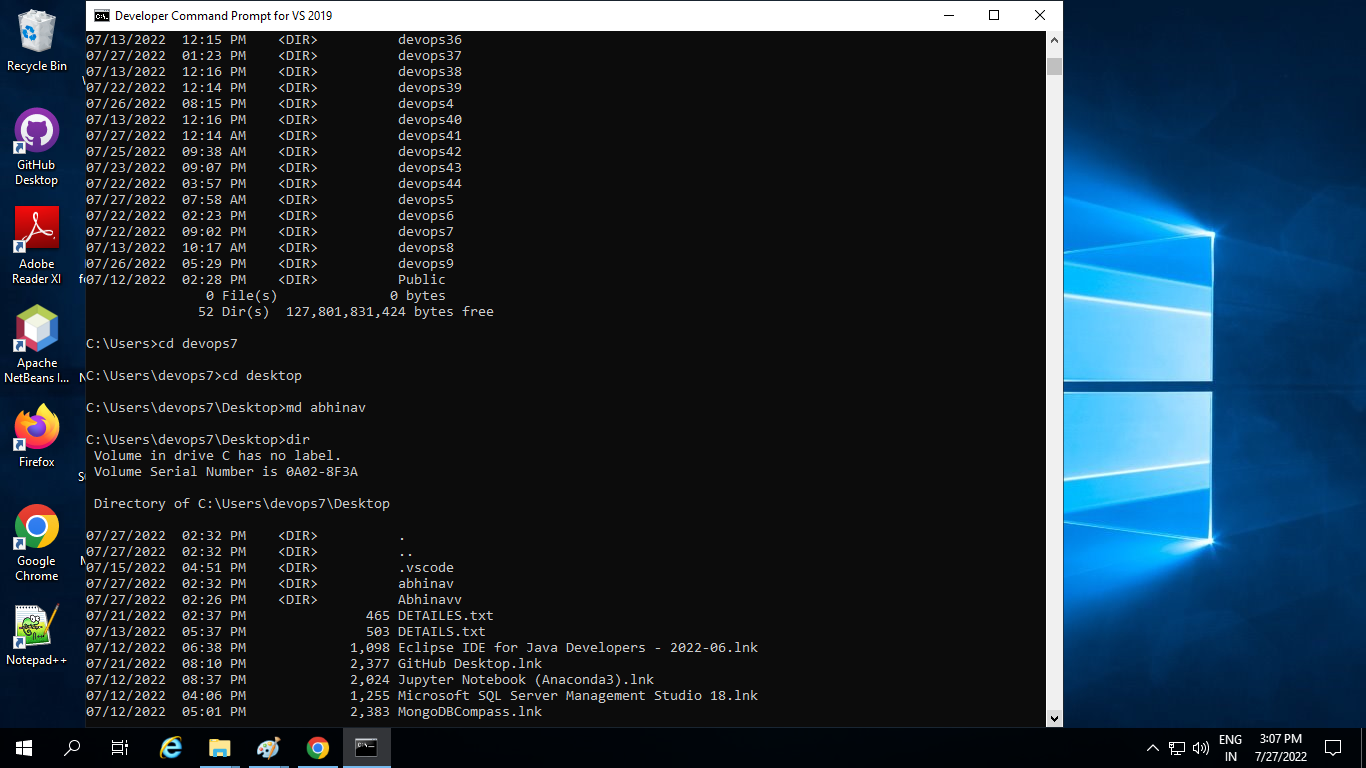 Developer Command Prompt for VS 2019
07/13/2022  12:15 PM    <DIR>          devops36
07/27/2022  01:23 PM    <DIR>          devops37
07/13/2022  12:16 PM    <DIR>          devops38
07/22/2022  12:14 PM    <DIR>          devops39
07/26/2022  08:15 PM    <DIR>          devops4
07/13/2022  12:16 PM    <DIR>          devops40
07/27/2022  12:14 AM    <DIR>          devops41
07/25/2022  09:38 AM    <DIR>          devops42
07/23/2022  09:07 PM    <DIR>          devops43
07/22/2022  03:57 PM    <DIR>          devops44
07/27/2022  07:58 AM    <DIR>          devops5
07/22/2022  02:23 PM    <DIR>          devops6
07/22/2022  09:02 PM    <DIR>          devops7
07/13/2022  10:17 AM    <DIR>          devops8
07/26/2022  05:29 PM    <DIR>          devops9
07/12/2022  02:28 PM    <DIR>          Public
               0 File(s)              0 bytes
              52 Dir(s)  127,801,831,424 bytes free
C:\Users>cd devops7
C:\Users\devops7>cd desktop
C:\Users\devops7\Desktop>md abhinav
C:\Users\devops7\Desktop>dir
 Volume in drive C has no label.
 Volume Serial Number is 0A02-8F3A
 Directory of C:\Users\devops7\Desktop
07/27/2022  02:32 PM    <DIR>          .
07/27/2022  02:32 PM    <DIR>          ..
07/15/2022  04:51 PM    <DIR>          .vscode
07/27/2022  02:32 PM    <DIR>          abhinav
07/27/2022  02:26 PM    <DIR>          Abhinavv
07/21/2022  02:37 PM               465 DETAILES.txt
07/13/2022  05:37 PM               503 DETAILS.txt
07/12/2022  06:38 PM             1,098 Eclipse IDE for Java Developers - 2022-06.lnk
07/21/2022  08:10 PM             2,377 GitHub Desktop.lnk
07/12/2022  08:37 PM             2,024 Jupyter Notebook (Anaconda3).lnk
07/12/2022  04:06 PM             1,255 Microsoft SQL Server Management Studio 18.lnk
07/12/2022  05:01 PM             2,383 MongoDBCompass.lnk
Recycle Bin
GitHub
Desktop
Adobe
Reader XI
Apache
NetBeans I...
Firefox
Google
Chrome
Notepad++
ENG
IN
3:07 PM
7/27/2022